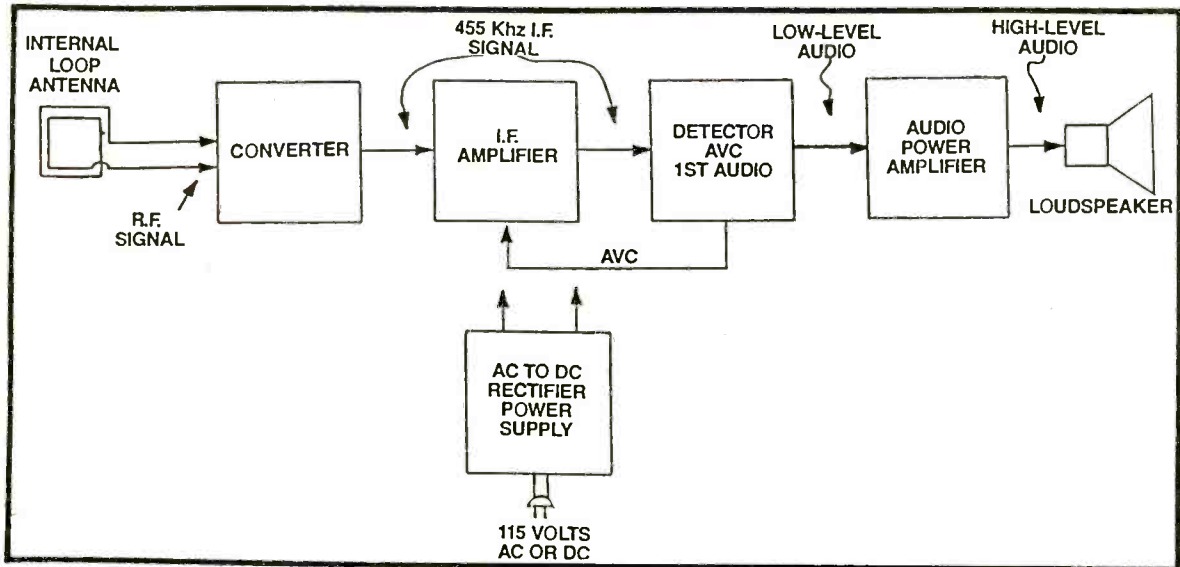 INTERNAL
LOOP
ANTENNA
R.F.
SIGNAL
CONVERTER
455 Khz I.F.
SIGNAL
I.F.
AMPLIFIER
DETECTOR
AVC
1ST AUDIO
LOW-LEVEL
AUDIO
AUDIO
POWER
AMPLIFIER
HIGH-LEVEL
AUDIO
LOUDSPEAKER
AVC
AC TO DC
RECTIFIER
POWER
SUPPLY
115 VOLTS
AC OR DC